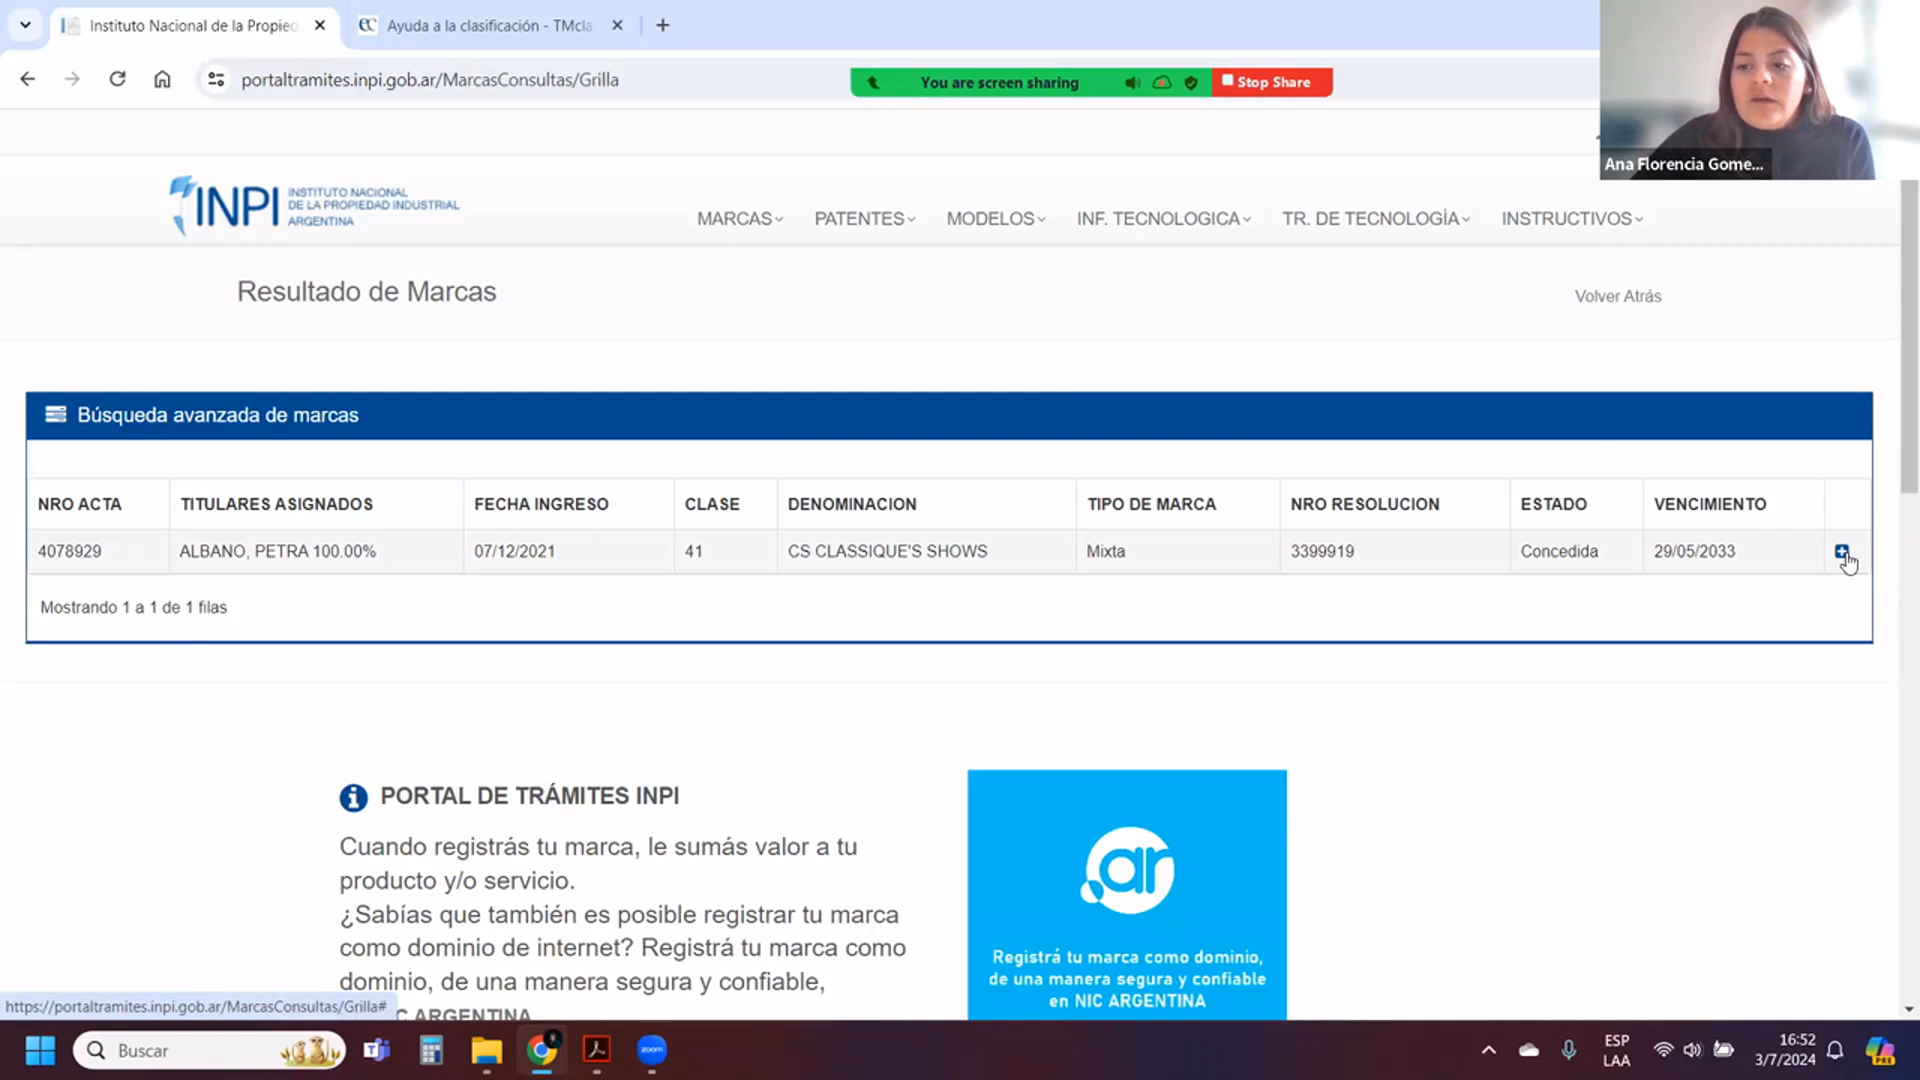 Instituto Nacional de la Propied
Ayuda a la clasificación - TMcla
portaltramites.inpi.gob.ar/MarcasConsultas/Grilla
You are screen sharing
Stop Share
Ana Florencia Gome...
INPI
INSTITUTO NACIONAL
DE LA PROPIEDAD INDUSTRIAL
ARGENTINA
MARCAS
PATENTES
MODELOS
INF. TECNOLOGICA
TR. DE TECNOLOGÍA
INSTRUCTIVOS
Resultado de Marcas
Volver Atrás
Búsqueda avanzada de marcas
NRO ACTA TITULARES ASIGNADOS FECHA INGRESO CLASE DENOMINACION TIPO DE MARCA NRO RESOLUCION ESTADO VENCIMIENTO
4078929 ALBANO, PETRA 100.00% 07/12/2021 41 CS CLASSIQUE'S SHOWS Mixta 3399919 Concedida 29/05/2033
Mostrando 1 a 1 de 1 filas
PORTAL DE TRÁMITES INPI
Cuando registrás tu marca, le sumás valor a tu
producto y/o servicio.
¿Sabías que también es posible registrar tu marca
como dominio de internet? Registrá tu marca como
dominio, de una manera segura y confiable,
C ARGENTINA
.ar
Registrá tu marca como dominio,
de una manera segura y confiable
en NIC ARGENTINA
https://portaltramites.inpi.gob.ar/MarcasConsultas/Grilla#
Buscar
zoom
ESP
LAA
16:52
3/7/2024
PRE